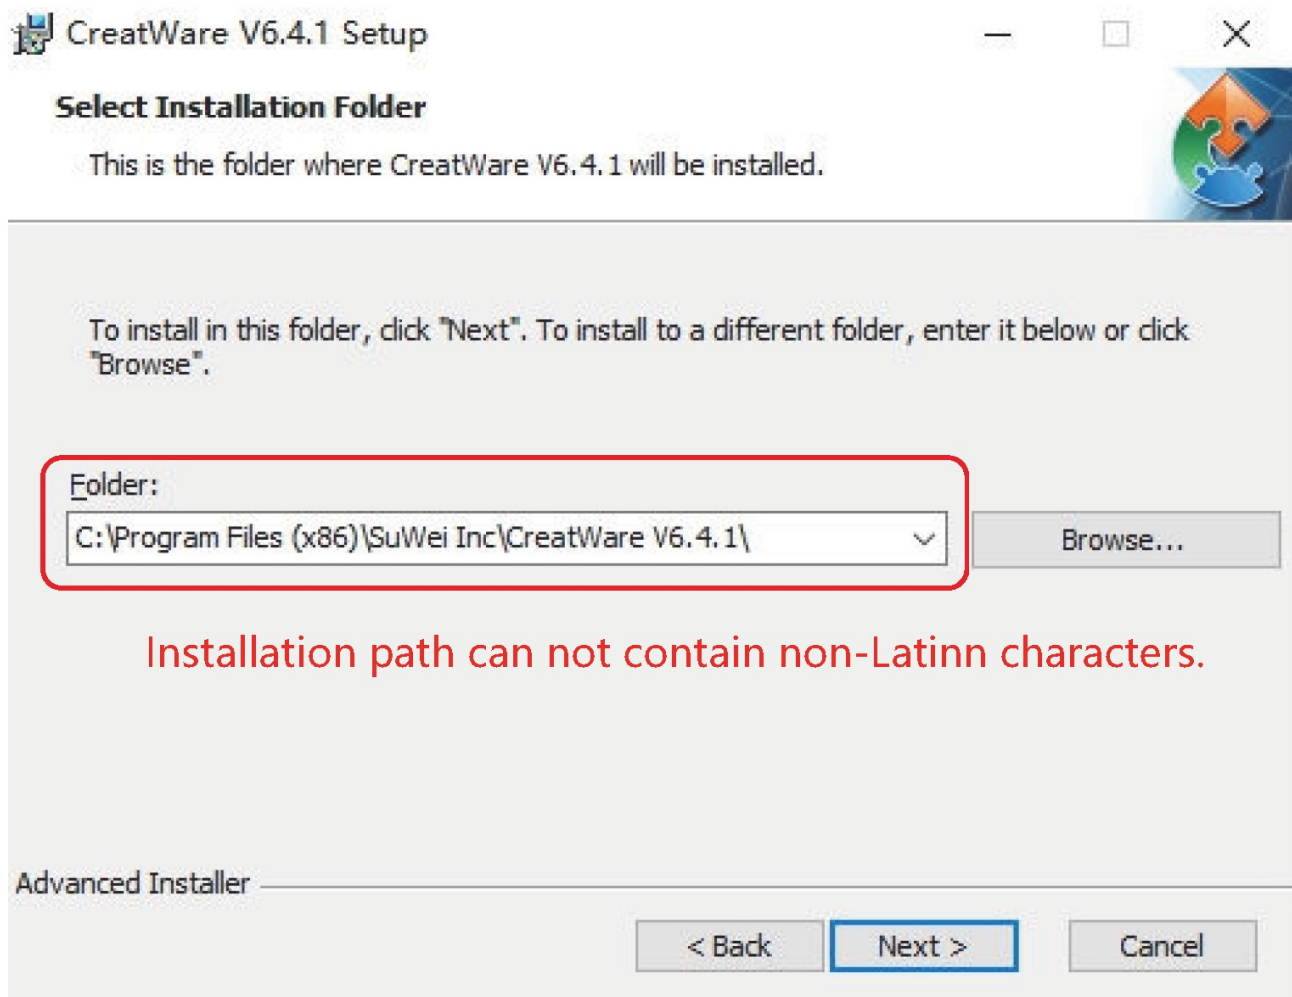 CreatWare V6.4.1 Setup
Select Installation Folder
This is the folder where CreatWare V6.4.1 will be installed.
To install in this folder, click "Next". To install to a different folder, enter it below or click
"Browse".
Folder:
C:\Program Files (x86)\SuWei Inc\CreatWare V6.4.1\
Browse...
Installation path can not contain non-Latinn characters.
Advanced Installer
< Back
Next >
Cancel